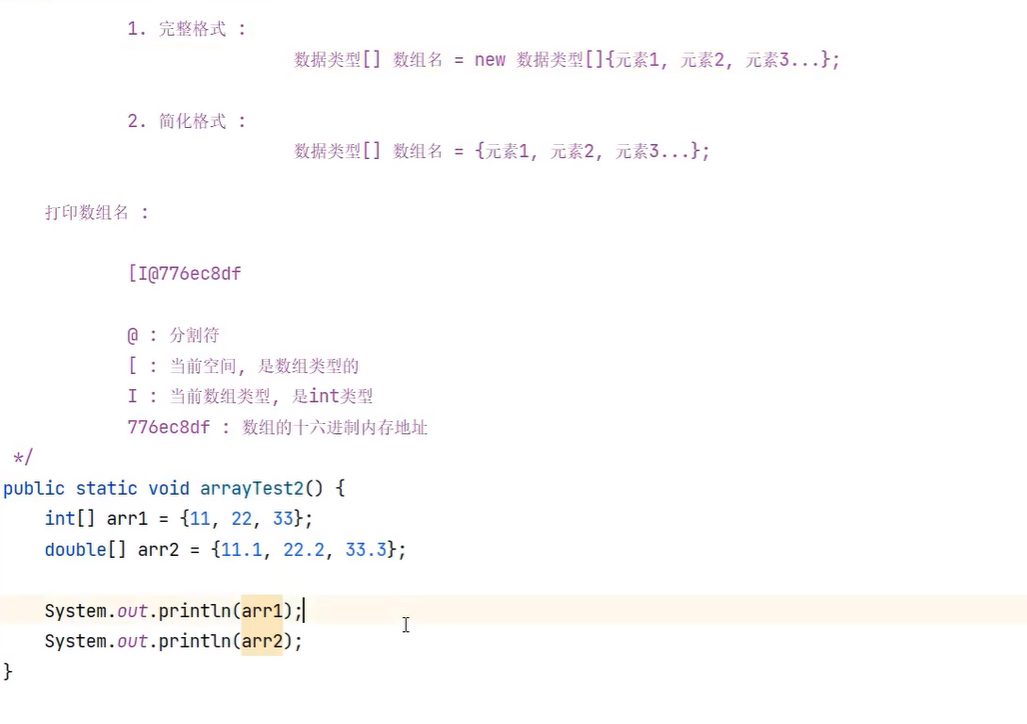 1. 完整格式 :
数据类型[] 数组名 = new 数据类型[]{元素1, 元素2, 元素3...};
2. 简化格式 :
数据类型[] 数组名 = {元素1, 元素2, 元素3...};
打印数组名 :
[I@776ec8df
@ : 分割符
[ : 当前空间, 是数组类型的
I : 当前数组类型, 是int类型
776ec8df : 数组的十六进制内存地址
*/
public static void arrayTest2() {
int[] arr1 = {11, 22, 33};
double[] arr2 = {11.1, 22.2, 33.3};
System.out.println(arr1);
System.out.println(arr2);
}